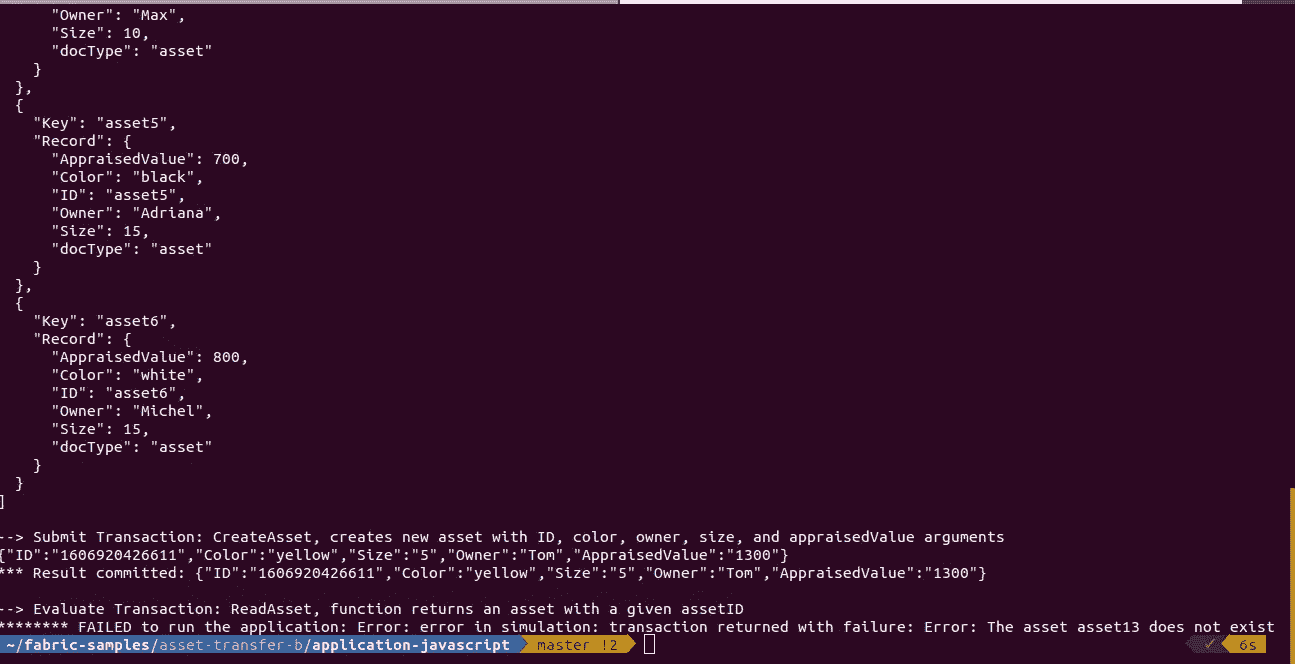 "Owner": "Max",
      "Size": 10,
      "docType": "asset"
    }
  },
  {
    "Key": "asset5",
    "Record": {
      "AppraisedValue": 700,
      "Color": "black",
      "ID": "asset5",
      "Owner": "Adriana",
      "Size": 15,
      "docType": "asset"
    }
  },
  {
    "Key": "asset6",
    "Record": {
      "AppraisedValue": 800,
      "Color": "white",
      "ID": "asset6",
      "Owner": "Michel",
      "Size": 15,
      "docType": "asset"
    }
  }
]
--> Submit Transaction: CreateAsset, creates new asset with ID, color, owner, size, and appraisedValue arguments
{"ID":"1606920426611","Color":"yellow","Size":"5","Owner":"Tom","AppraisedValue":"1300"}
*** Result committed: {"ID":"1606920426611","Color":"yellow","Size":"5","Owner":"Tom","AppraisedValue":"1300"}
--> Evaluate Transaction: ReadAsset, function returns an asset with a given assetID
******** FAILED to run the application: Error: error in simulation: transaction returned with failure: Error: The asset asset13 does not exist
~/fabric-samples/asset-transfer-b/application-javascript master !2 ✓ 6s